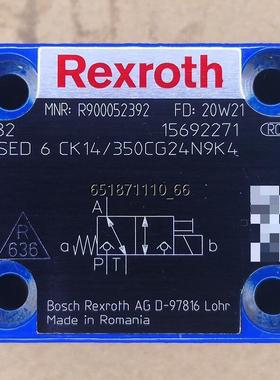 Rexroth
MNR: R900052392 FD: 20W21
32 15692271
SED 6 CK14/350CG24N9K4
651871110_66
A
a b
P T
R
636
Bosch Rexroth AG D-97816 Lohr
Made in Romania